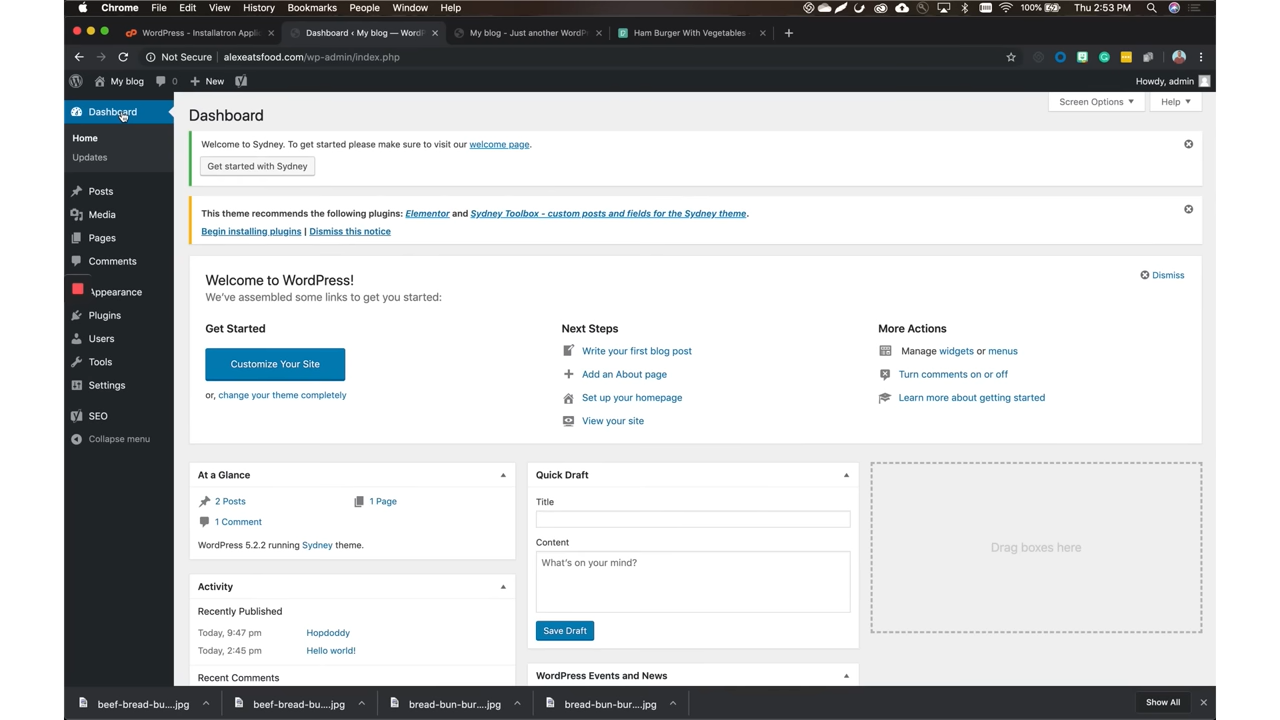 Chrome File Edit View History Bookmarks People Window Help 100% Thu 2:53 PM
WordPress - Installatron Appli Dashboard ‹ My blog — WordP My blog - Just another WordPr Ham Burger With Vegetables
Not Secure alexeatsfood.com/wp-admin/index.php
My blog 0 New Howdy, admin
Screen Options Help
Dashboard
Home
Updates
Posts
Media
Pages
Comments
Appearance
Plugins
Users
Tools
Settings
SEO
Collapse menu
Dashboard
Welcome to Sydney. To get started please make sure to visit our welcome page.
Get started with Sydney
This theme recommends the following plugins: Elementor and Sydney Toolbox - custom posts and fields for the Sydney theme.
Begin installing plugins | Dismiss this notice
Welcome to WordPress!
Dismiss
We've assembled some links to get you started:
Get Started
Customize Your Site
or, change your theme completely
Next Steps
Write your first blog post
Add an About page
Set up your homepage
View your site
More Actions
Manage widgets or menus
Turn comments on or off
Learn more about getting started
At a Glance
2 Posts 1 Page
1 Comment
WordPress 5.2.2 running Sydney theme.
Activity
Recently Published
Today, 9:47 pm Hopdoddy
Today, 2:45 pm Hello world!
Recent Comments
Quick Draft
Title
Content
What's on your mind?
Save Draft
WordPress Events and News
Drag boxes here
beef-bread-bu....jpg beef-bread-bu....jpg bread-bun-bur....jpg bread-bun-bur....jpg Show All